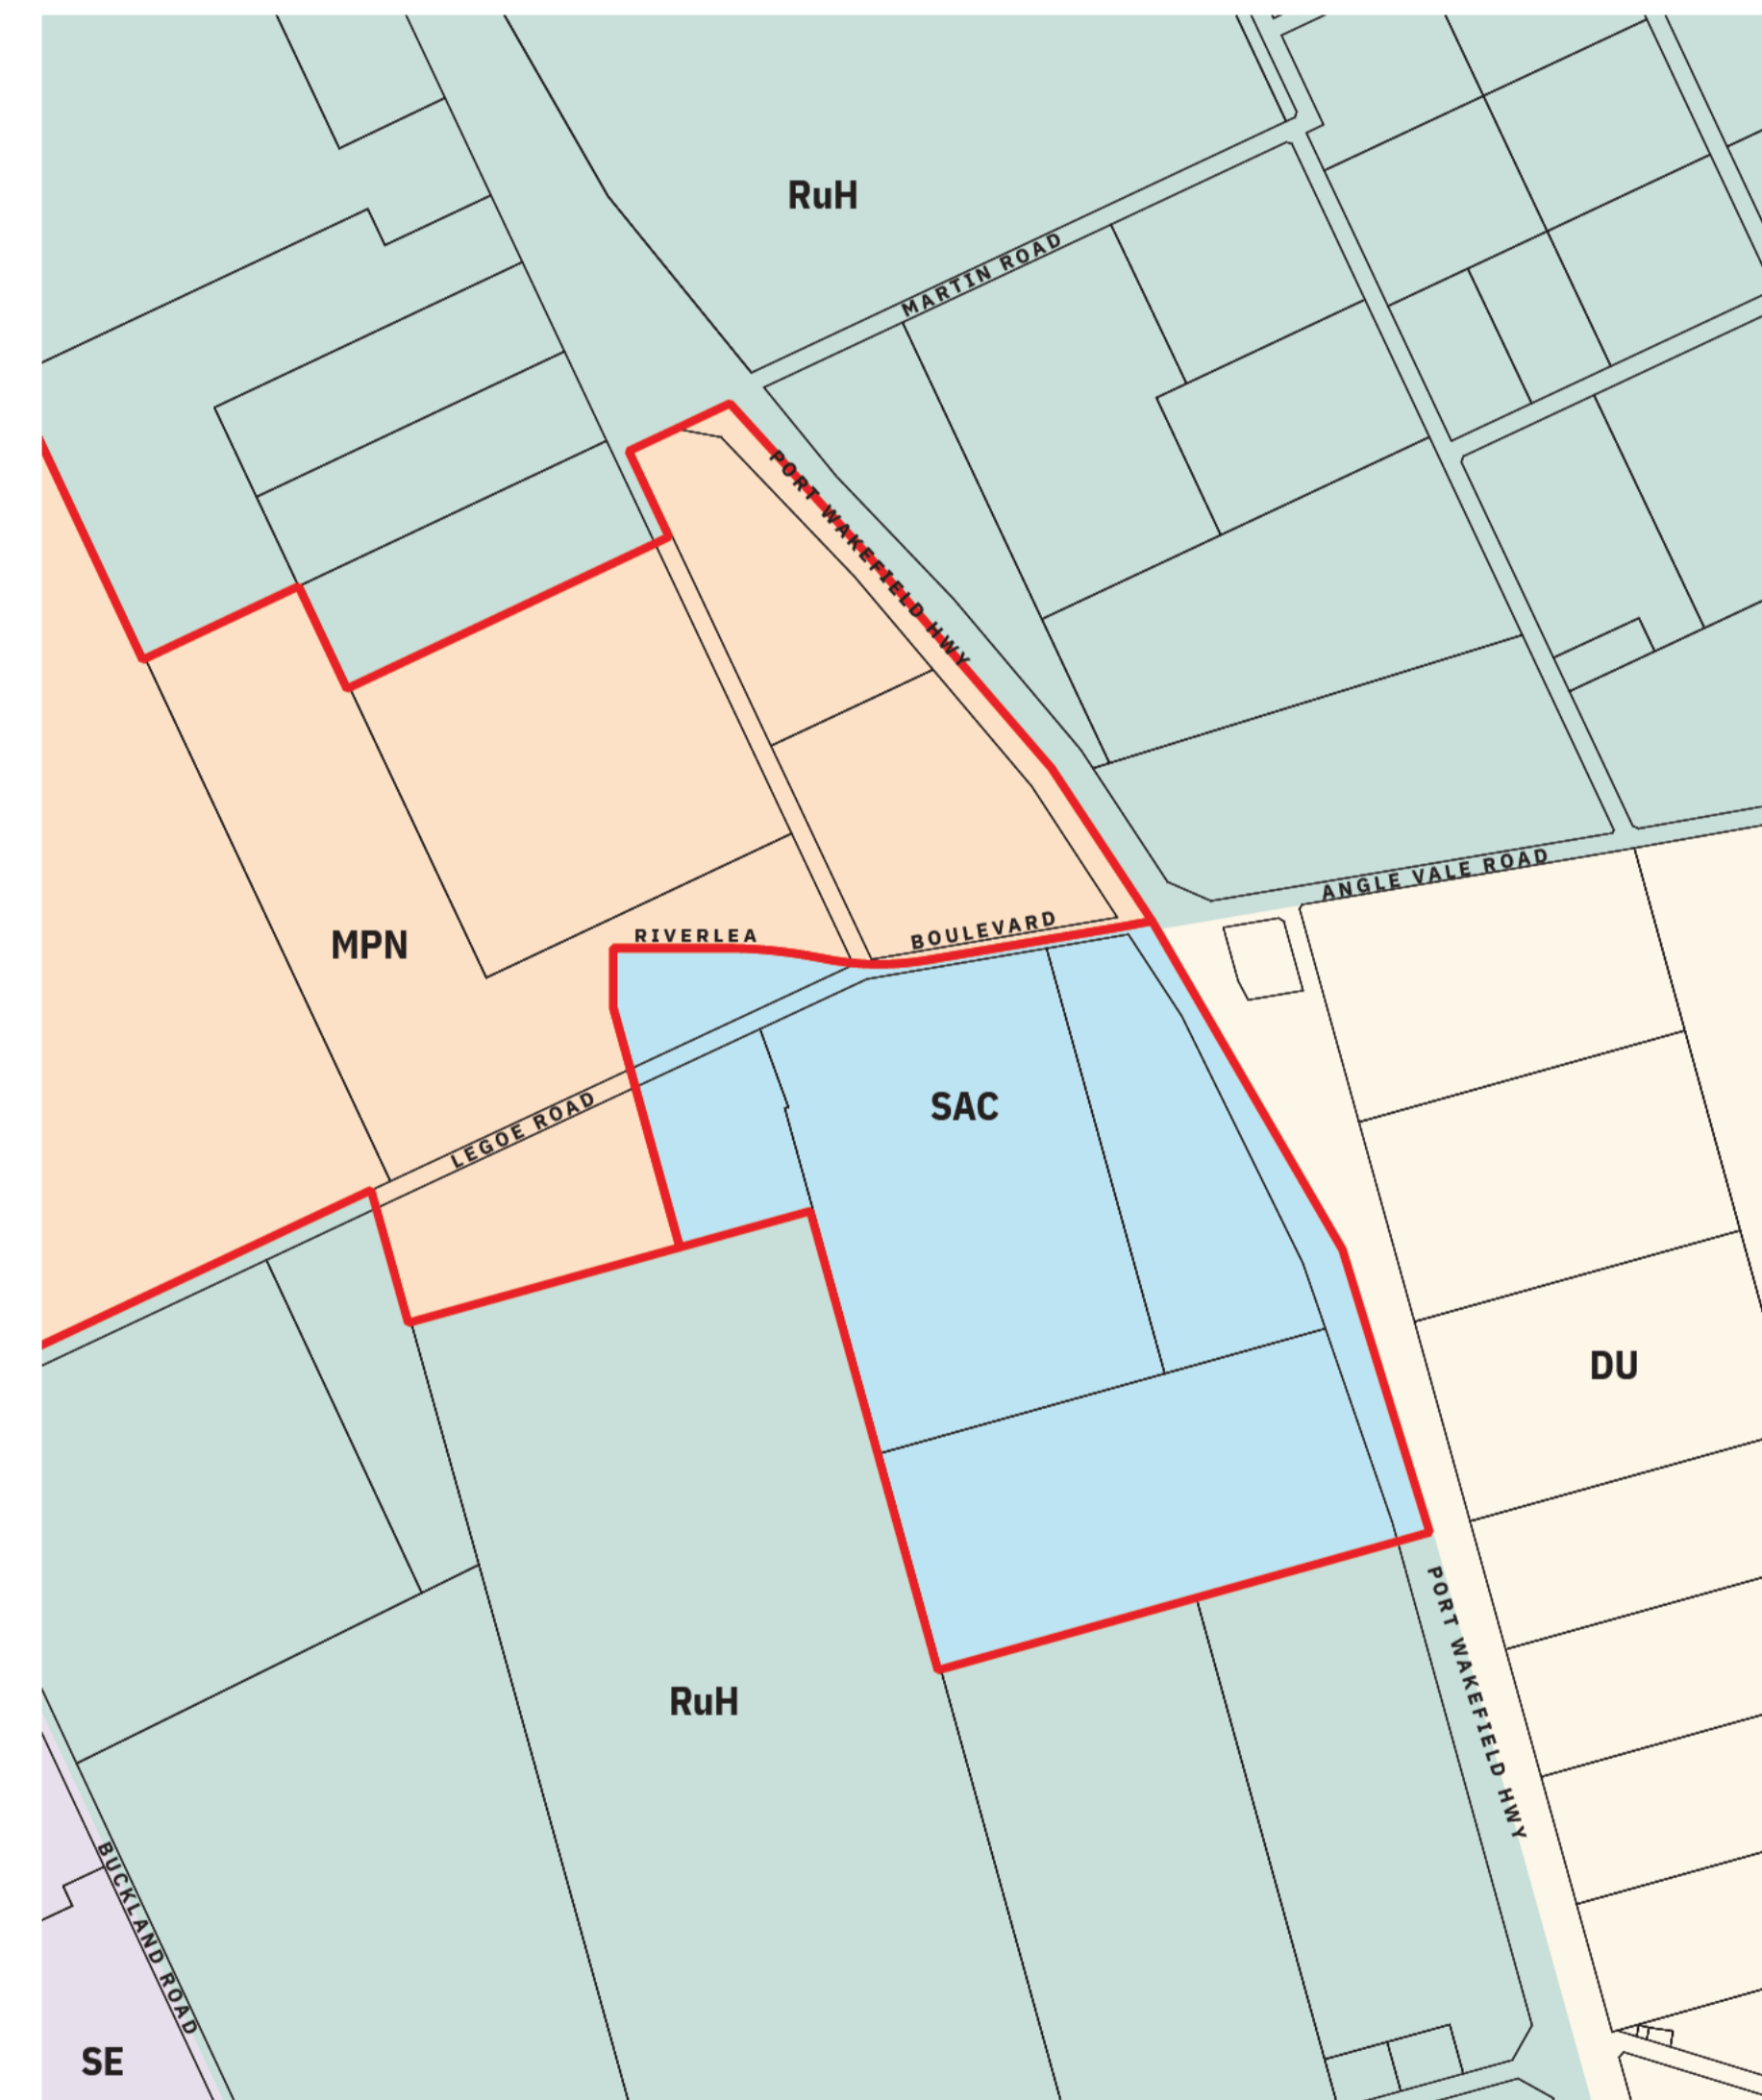 RuH
MARTIN ROAD
PORT WAKEFIELD HWY
ANGLE VALE ROAD
MPN
RIVERLEA BOULEVARD
SAC
LEGOE ROAD
DU
PORT WAKEFIELD HWY
RuH
BUCKLAND ROAD
SE